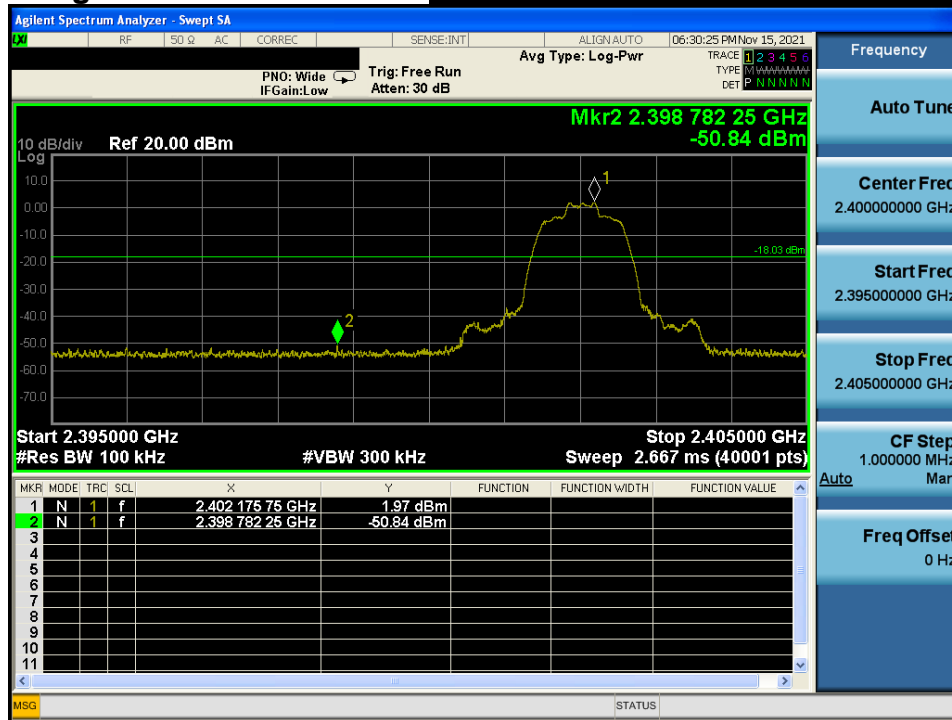 Agilent Spectrum Analyzer - Swept SA
LXI RF 50 Ω AC CORREC SENSE:INT ALIGN AUTO 06:30:25 PM Nov 15, 2021
Avg Type: Log-Pwr TRACE 1 2 3 4 5 6
PNO: Wide Trig: Free Run TYPE M W W W W W
IFGain:Low Atten: 30 dB DET P N N N N N
Mkr2 2.398 782 25 GHz
10 dB/div Ref 20.00 dBm -50.84 dBm
Log
10.0
0.00
-10.0
-20.0
-30.0
-40.0
-50.0
-60.0
-70.0
1
-18.03 dBm
2
Start 2.395000 GHz Stop 2.405000 GHz
#Res BW 100 kHz #VBW 300 kHz Sweep 2.667 ms (40001 pts)
MKR MODE TRC SCL X Y FUNCTION FUNCTION WIDTH FUNCTION VALUE
1 N 1 f 2.402 175 75 GHz 1.97 dBm
2 N 1 f 2.398 782 25 GHz -50.84 dBm
3
4
5
6
7
8
9
10
11
MSG STATUS
Frequency
Auto Tune
Center Freq
2.400000000 GHz
Start Freq
2.395000000 GHz
Stop Freq
2.405000000 GHz
CF Step
1.000000 MHz
Auto Man
Freq Offset
0 Hz